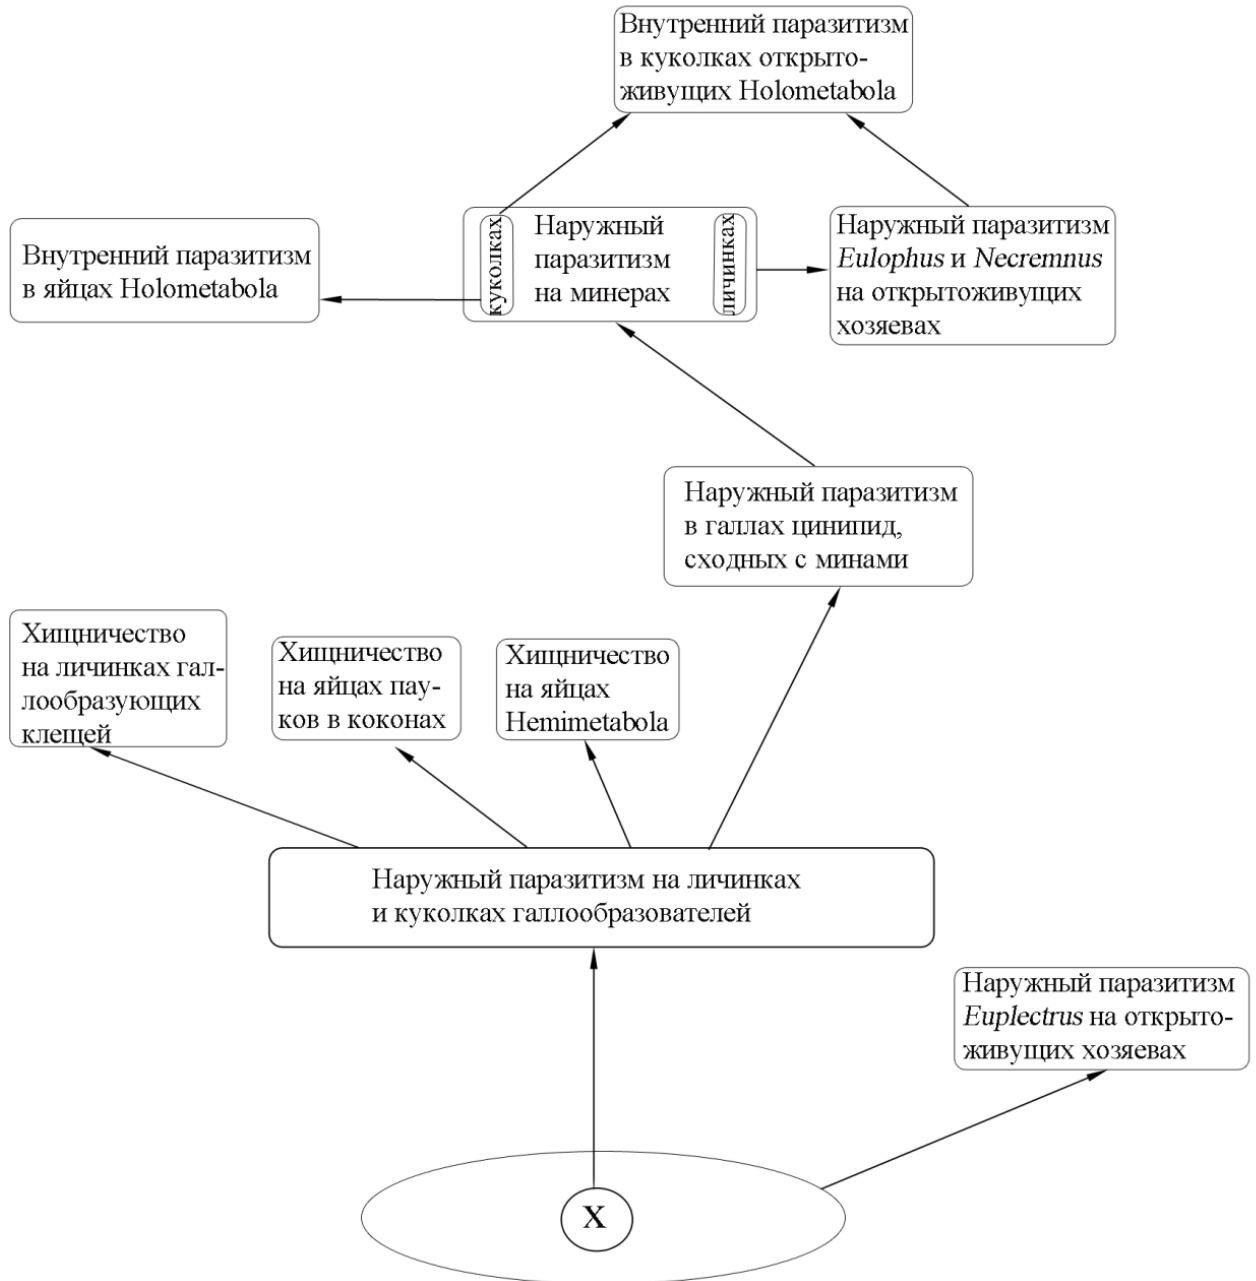 Внутренний паразитизм
в куколках открыто-
живущих Holometabola
Внутренний паразитизм
в яйцах Holometabola
куколках
Наружный
паразитизм
на минерах
личинках
Наружный паразитизм
Eulophus и Necremnus
на открытоживущих
хозяевах
Наружный паразитизм
в галлах цинипид,
сходных с минами
Хищничество
на личинках гал-
лообразующих
клещей
Хищничество
на яйцах пау-
ков в коконах
Хищничество
на яйцах
Hemimetabola
Наружный паразитизм на личинках
и куколках галлообразователей
Наружный паразитизм
Euplectrus на открыто-
живущих хозяевах
X